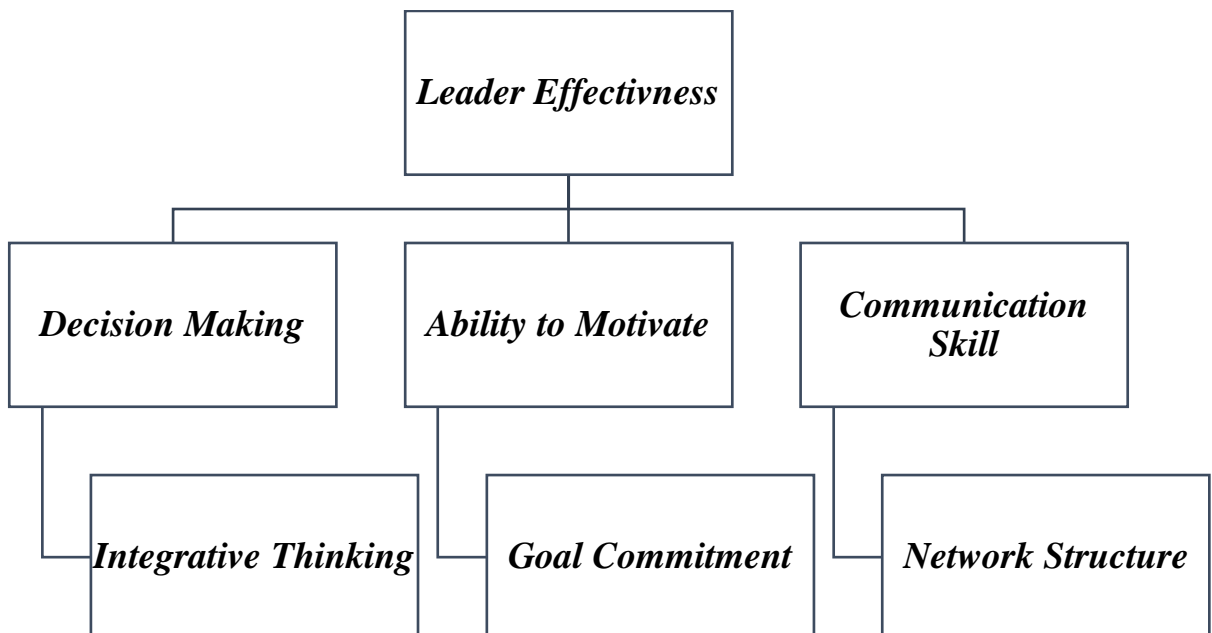 Leader Effectivness
Decision Making
Ability to Motivate
Communication
Skill
Integrative Thinking
Goal Commitment
Network Structure